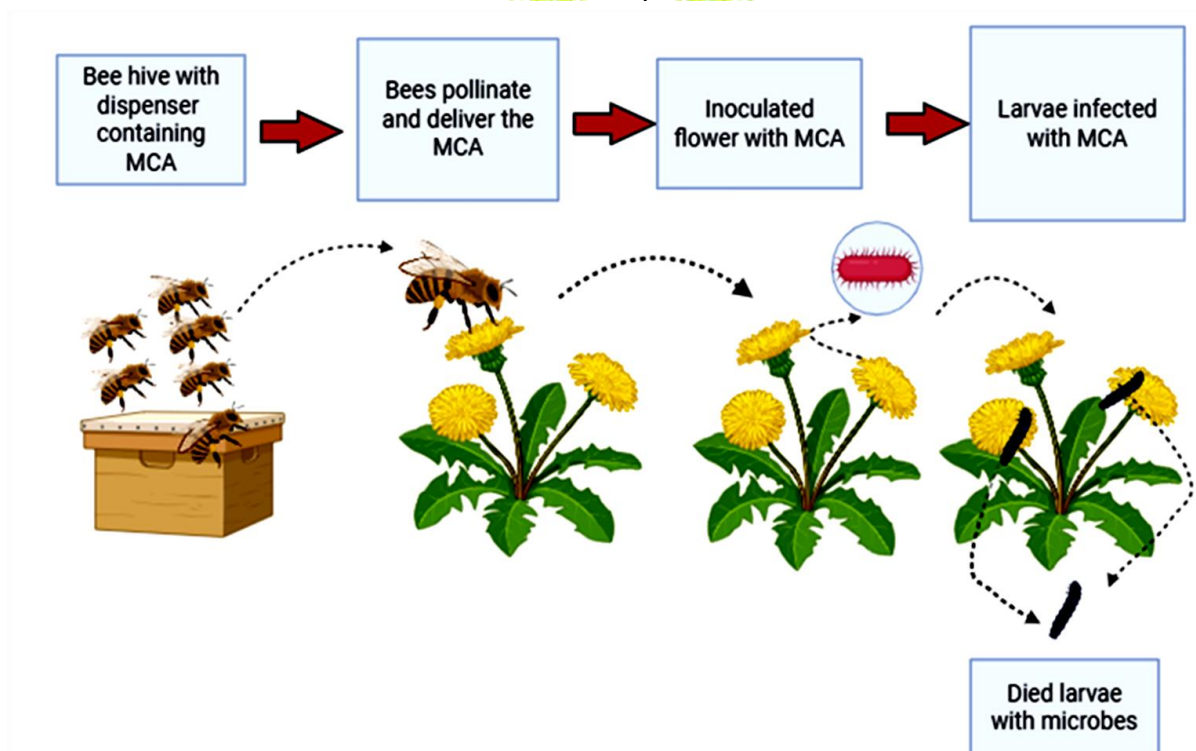 Bee hive with
dispenser
containing
MCA
Bees pollinate
and deliver the
MCA
Inoculated
flower with MCA
Larvae infected
with MCA
Died larvae
with microbes